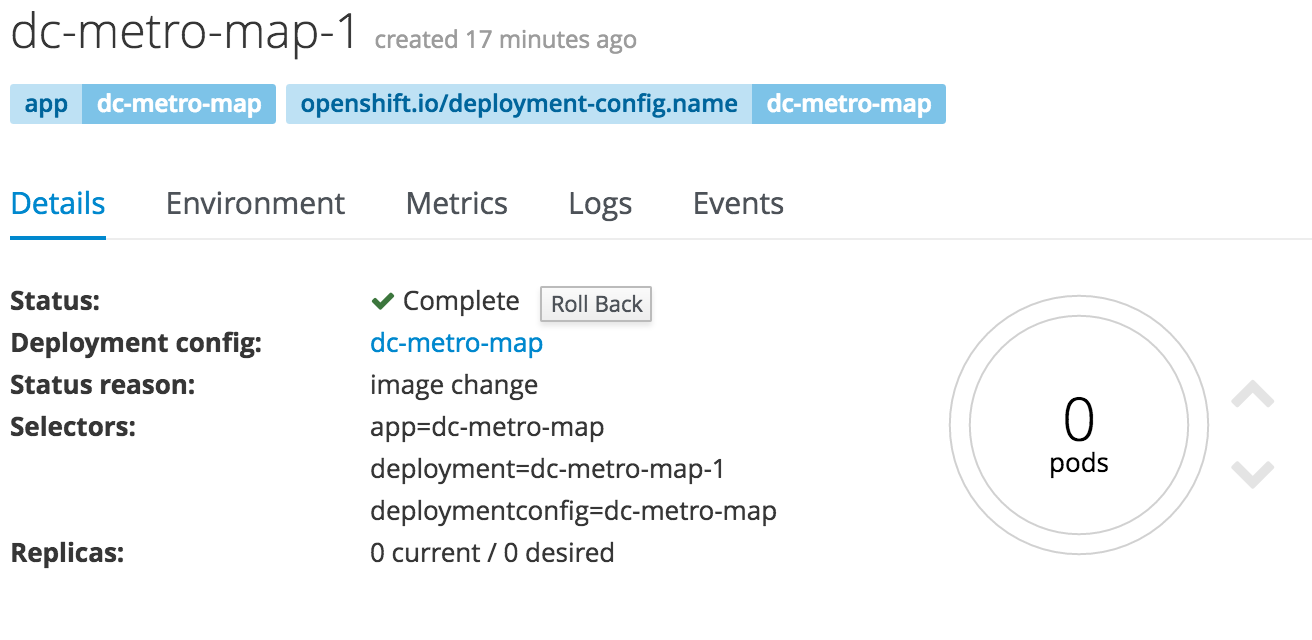 dc-metro-map-1 created 17 minutes ago
app dc-metro-map openshift.io/deployment-config.name dc-metro-map
Details Environment Metrics Logs Events
Status: Complete Roll Back
Deployment config: dc-metro-map
Status reason: image change
Selectors: app=dc-metro-map
deployment=dc-metro-map-1
deploymentconfig=dc-metro-map
Replicas: 0 current / 0 desired
0
pods